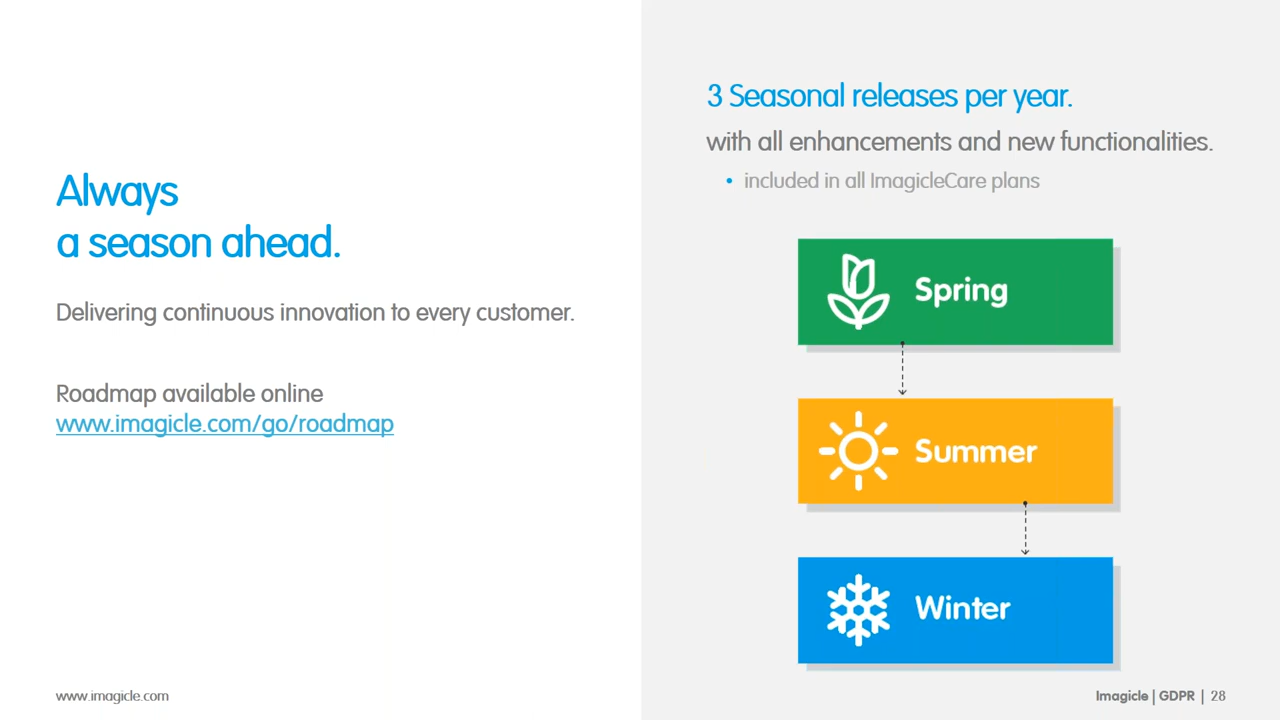 Always
a season ahead.
Delivering continuous innovation to every customer.
Roadmap available online
www.imagicle.com/go/roadmap
3 Seasonal releases per year.
with all enhancements and new functionalities.
• included in all ImagicleCare plans
Spring
Summer
Winter
www.imagicle.com
Imagicle | GDPR | 28